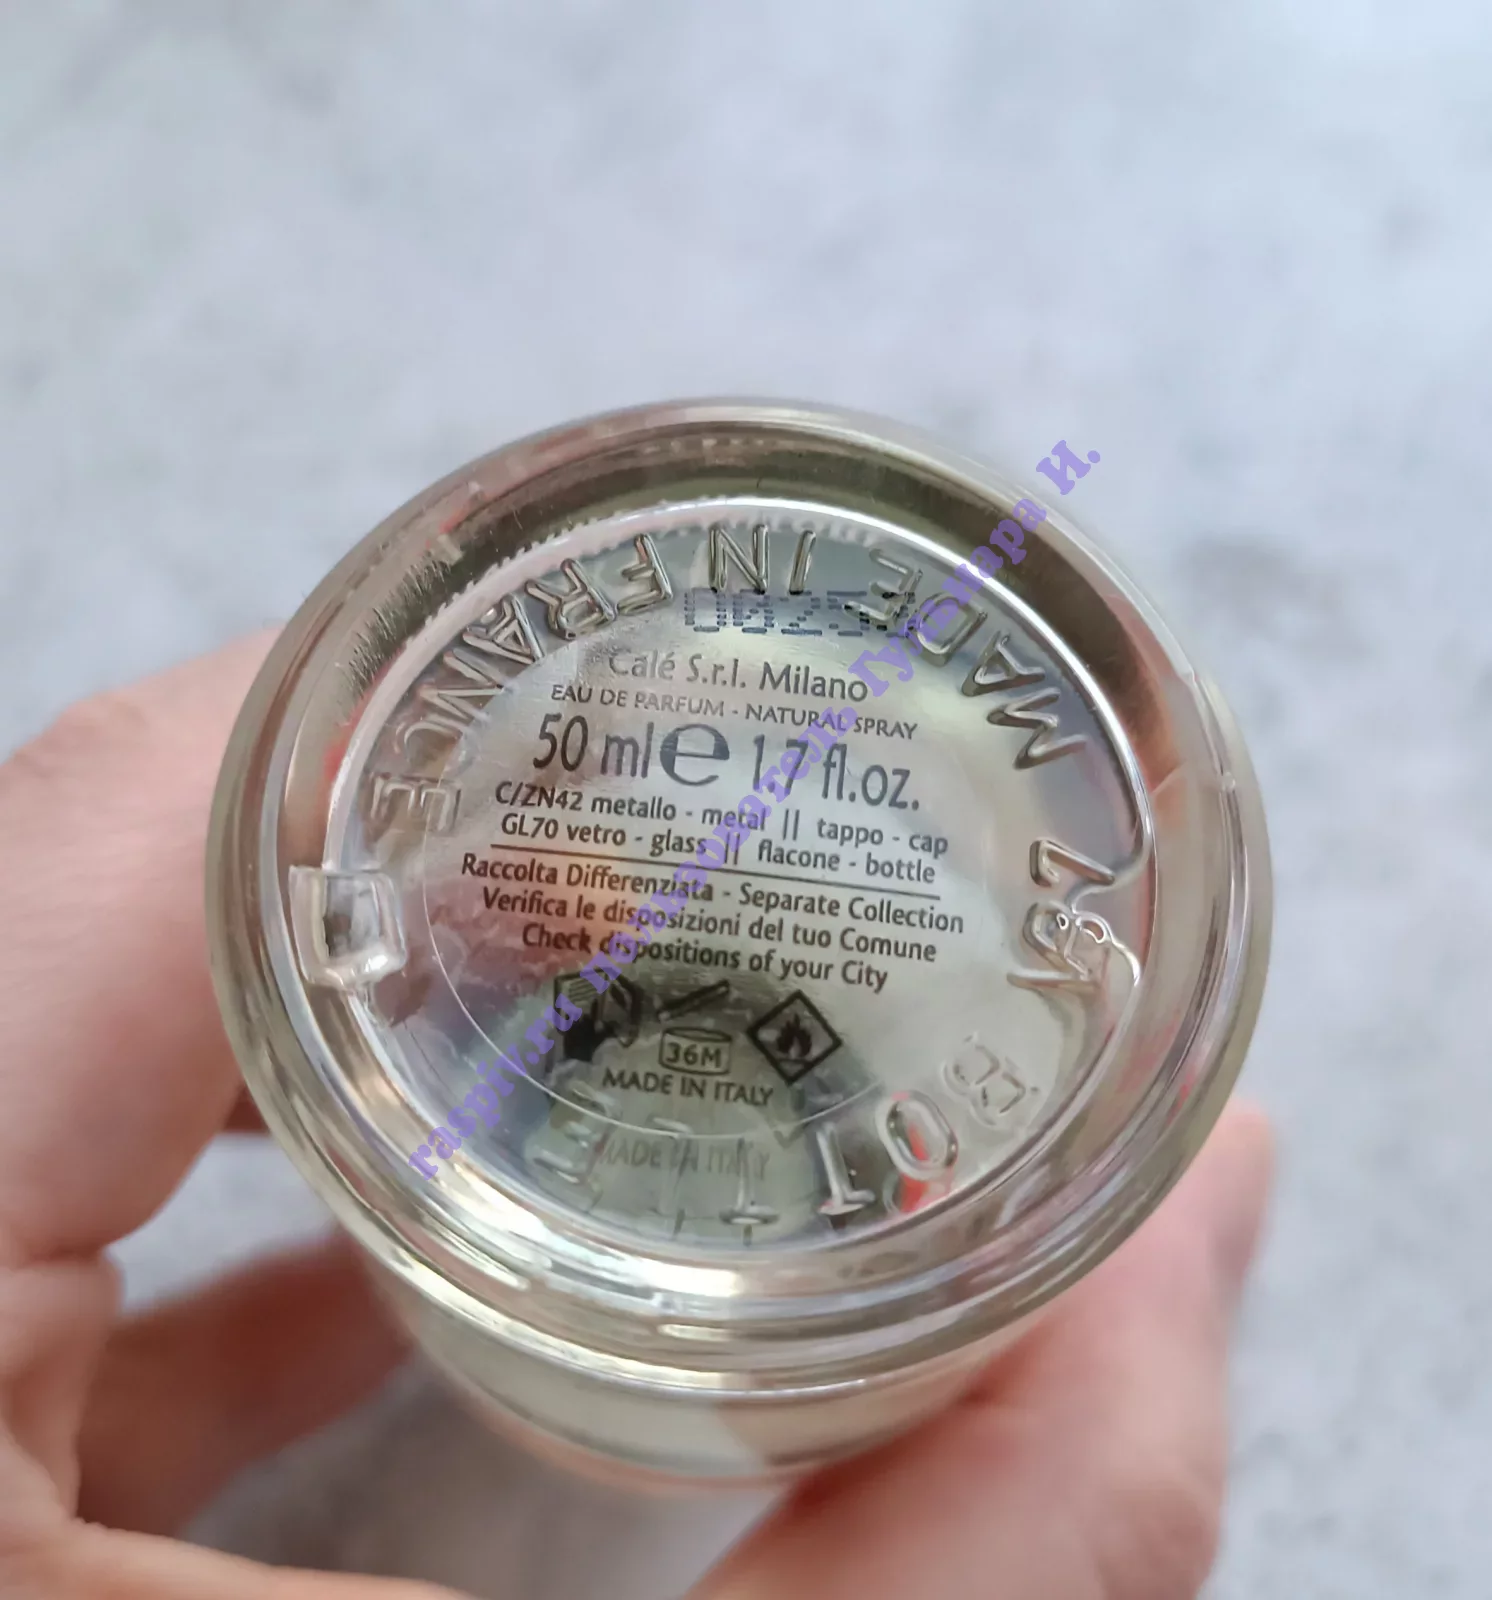 MADE IN FRANCE
Calé S.r.l. Milano
EAU DE PARFUM - NATURAL SPRAY
50 ml e 1.7 fl.oz.
C/ZN42 metallo - metal || tappo - cap
GL70 vetro - glass || flacone - bottle
Raccolta Differenziata - Separate Collection
Verifica le disposizioni del tuo Comune
Check dispositions of your City
36M
MADE IN ITALY
MADE IN ITALY
raspiv.ru пользователь Гульнара И.